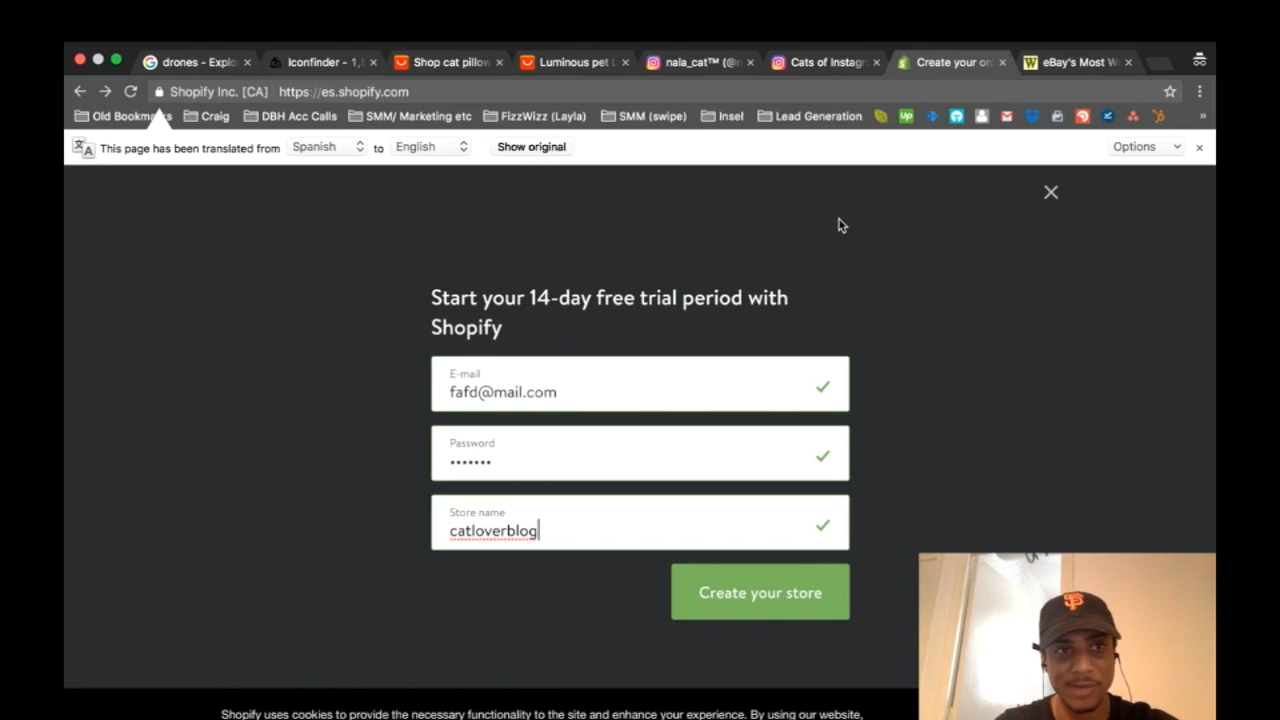 drones - Explo
Iconfinder - 1,
Shop cat pillow
Luminous pet L
nala_cat™ (@n
Cats of Instagr
Create your on
eBay's Most W
Shopify Inc. [CA] https://es.shopify.com
Old Bookmarks Craig DBH Acc Calls SMM/ Marketing etc FizzWizz (Layla) SMM (swipe) Insel Lead Generation Up »
This page has been translated from Spanish to English Show original Options
Start your 14-day free trial period with
Shopify
E-mail
fafd@mail.com
Password
•••••••
Store name
catloverblog
Create your store
SF
Shopify uses cookies to provide the necessary functionality to the site and enhance your experience. By using our website,